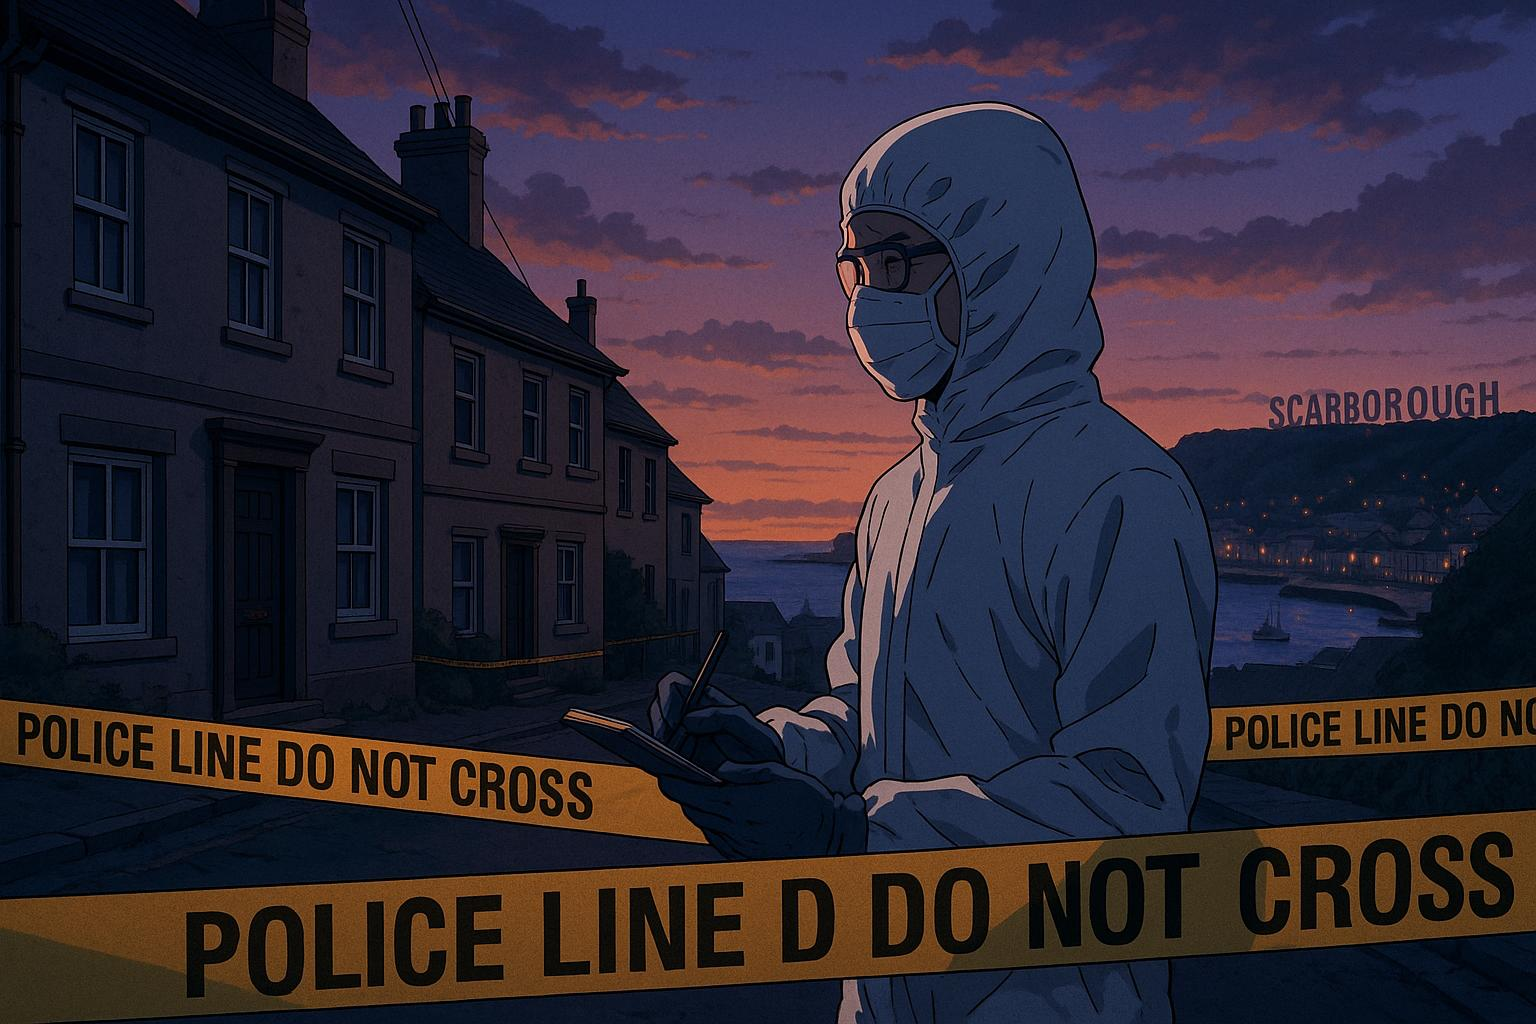 SCARBOROUGH
POLICE LINE DO NOT CROSS
POLICE LINE DO NO
POLICE LINE D DO NOT CROSS